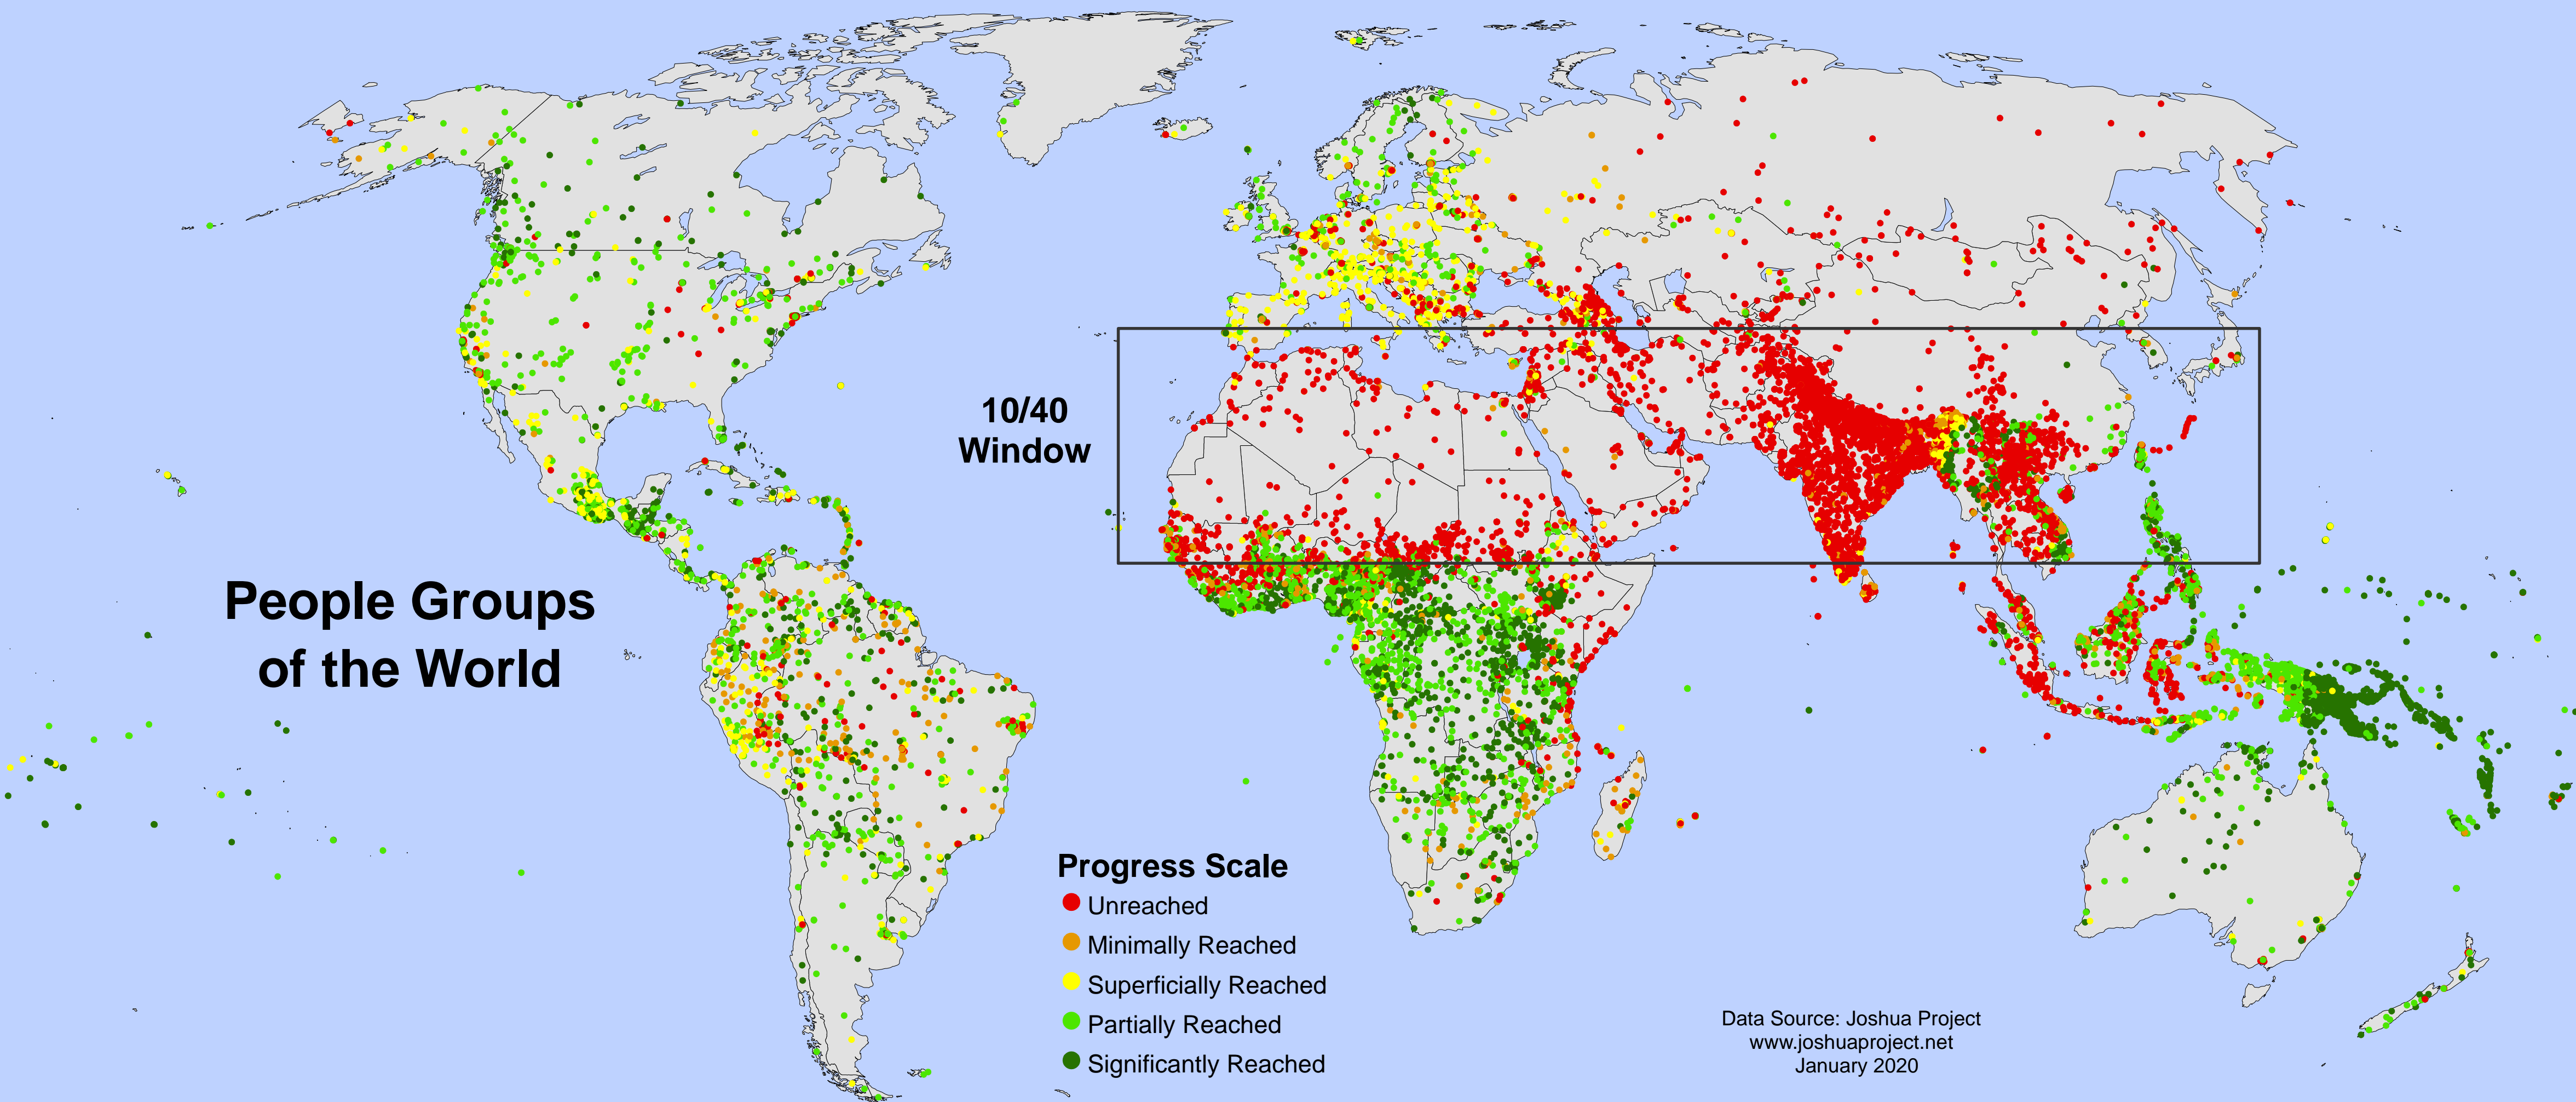 People Groups
of the World
10/40
Window
Progress Scale
Unreached
Minimally Reached
Superficially Reached
Partially Reached
Significantly Reached
Data Source: Joshua Project
www.joshuaproject.net
January 2020